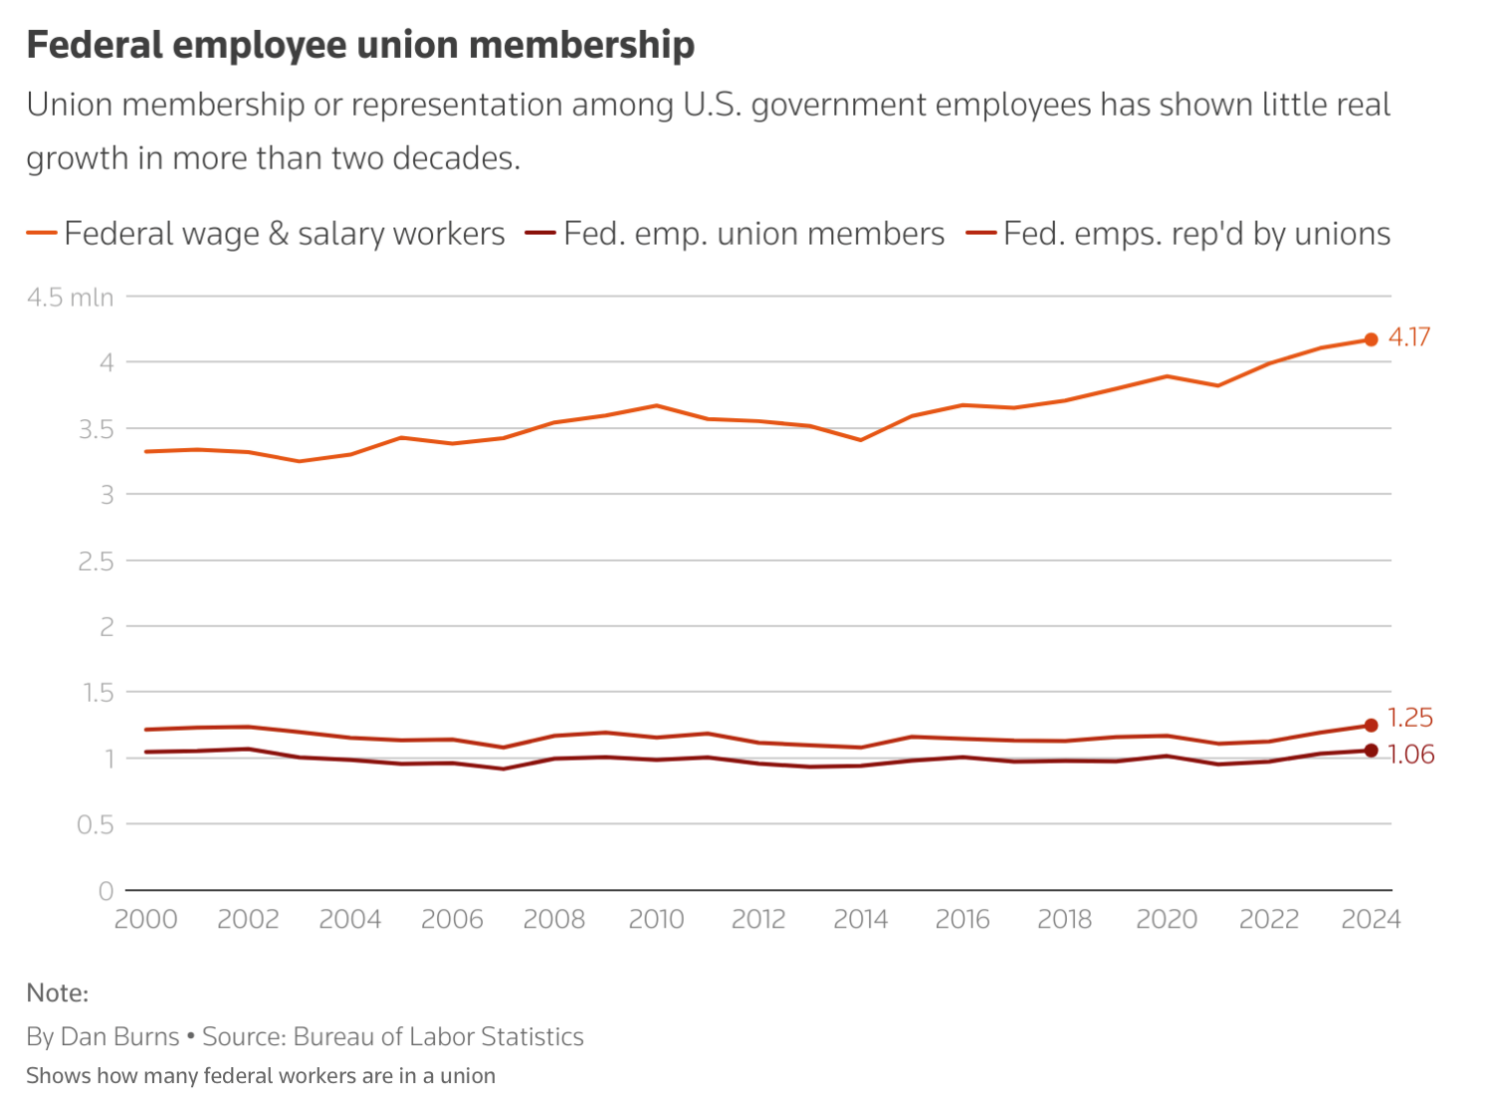 Federal employee union membership
Union membership or representation among U.S. government employees has shown little real
growth in more than two decades.
Federal wage & salary workers Fed. emp. union members Fed. emps. rep'd by unions
4.5 mln
4
3.5
3
2.5
2
1.5
1
0.5
0
4.17
1.25
1.06
2000 2002 2004 2006 2008 2010 2012 2014 2016 2018 2020 2022 2024
Note:
By Dan Burns • Source: Bureau of Labor Statistics
Shows how many federal workers are in a union